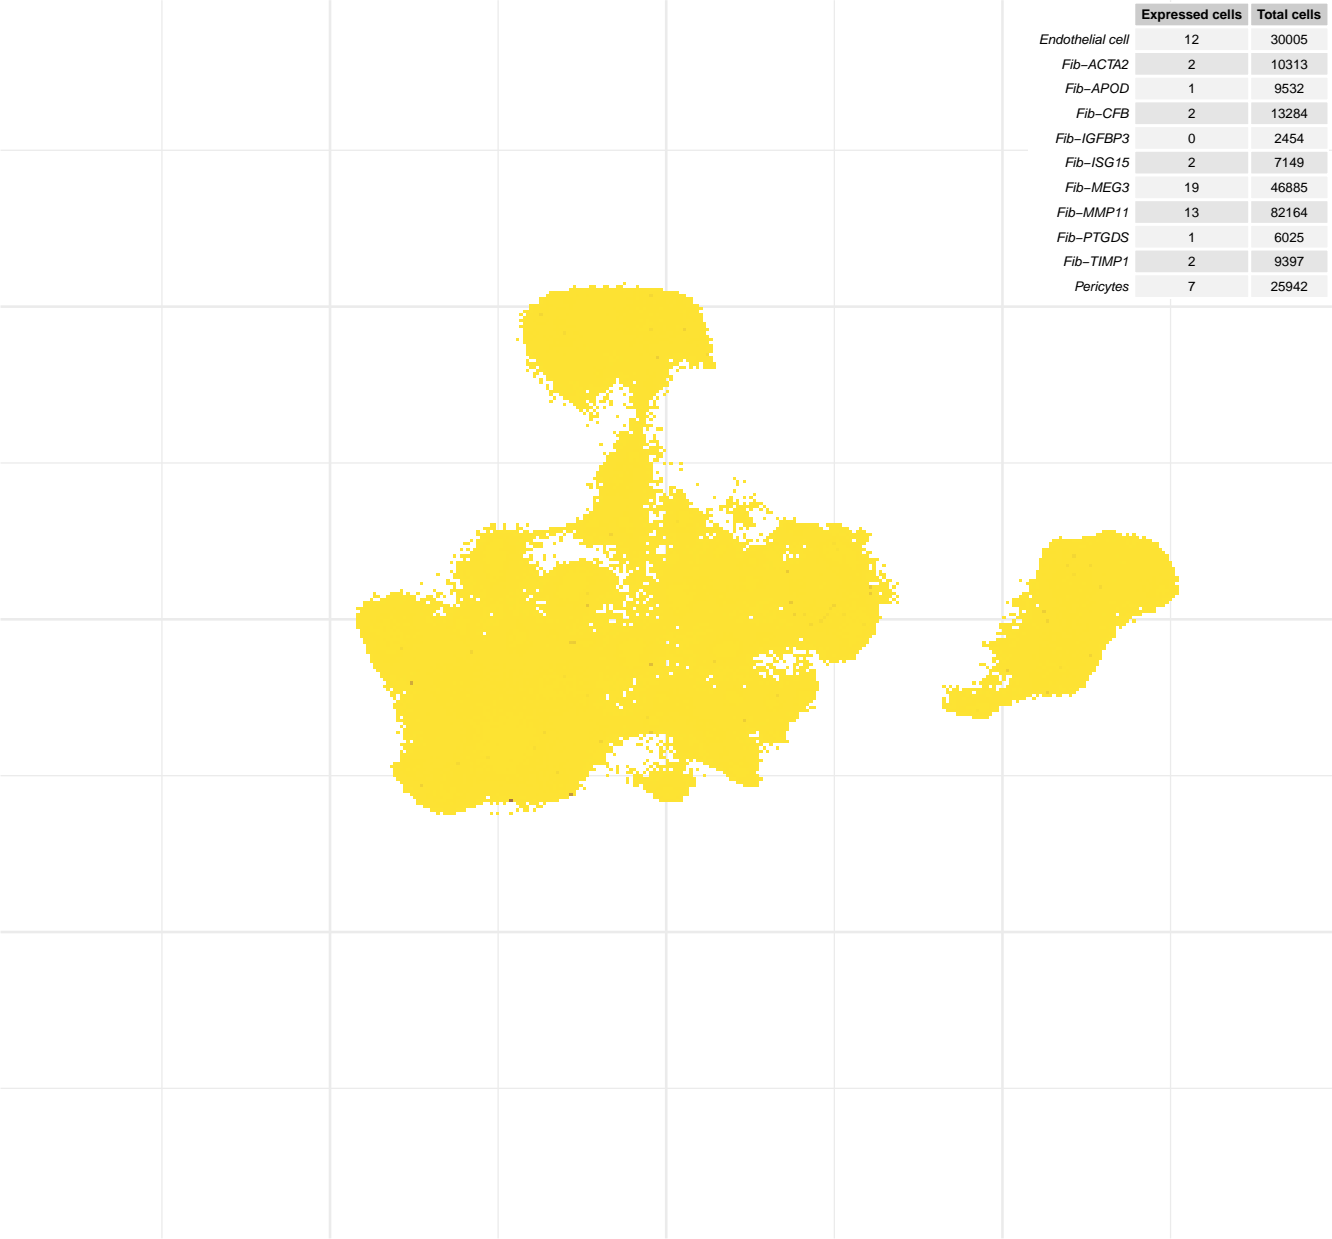 Expressed cells Total cells
Endothelial cell 12 30005
Fib−ACTA2 2 10313
Fib−APOD 1 9532
Fib−CFB 2 13284
Fib−IGFBP3 0 2454
Fib−ISG15 2 7149
Fib−MEG3 19 46885
Fib−MMP11 13 82164
Fib−PTGDS 1 6025
Fib−TIMP1 2 9397
Pericytes 7 25942